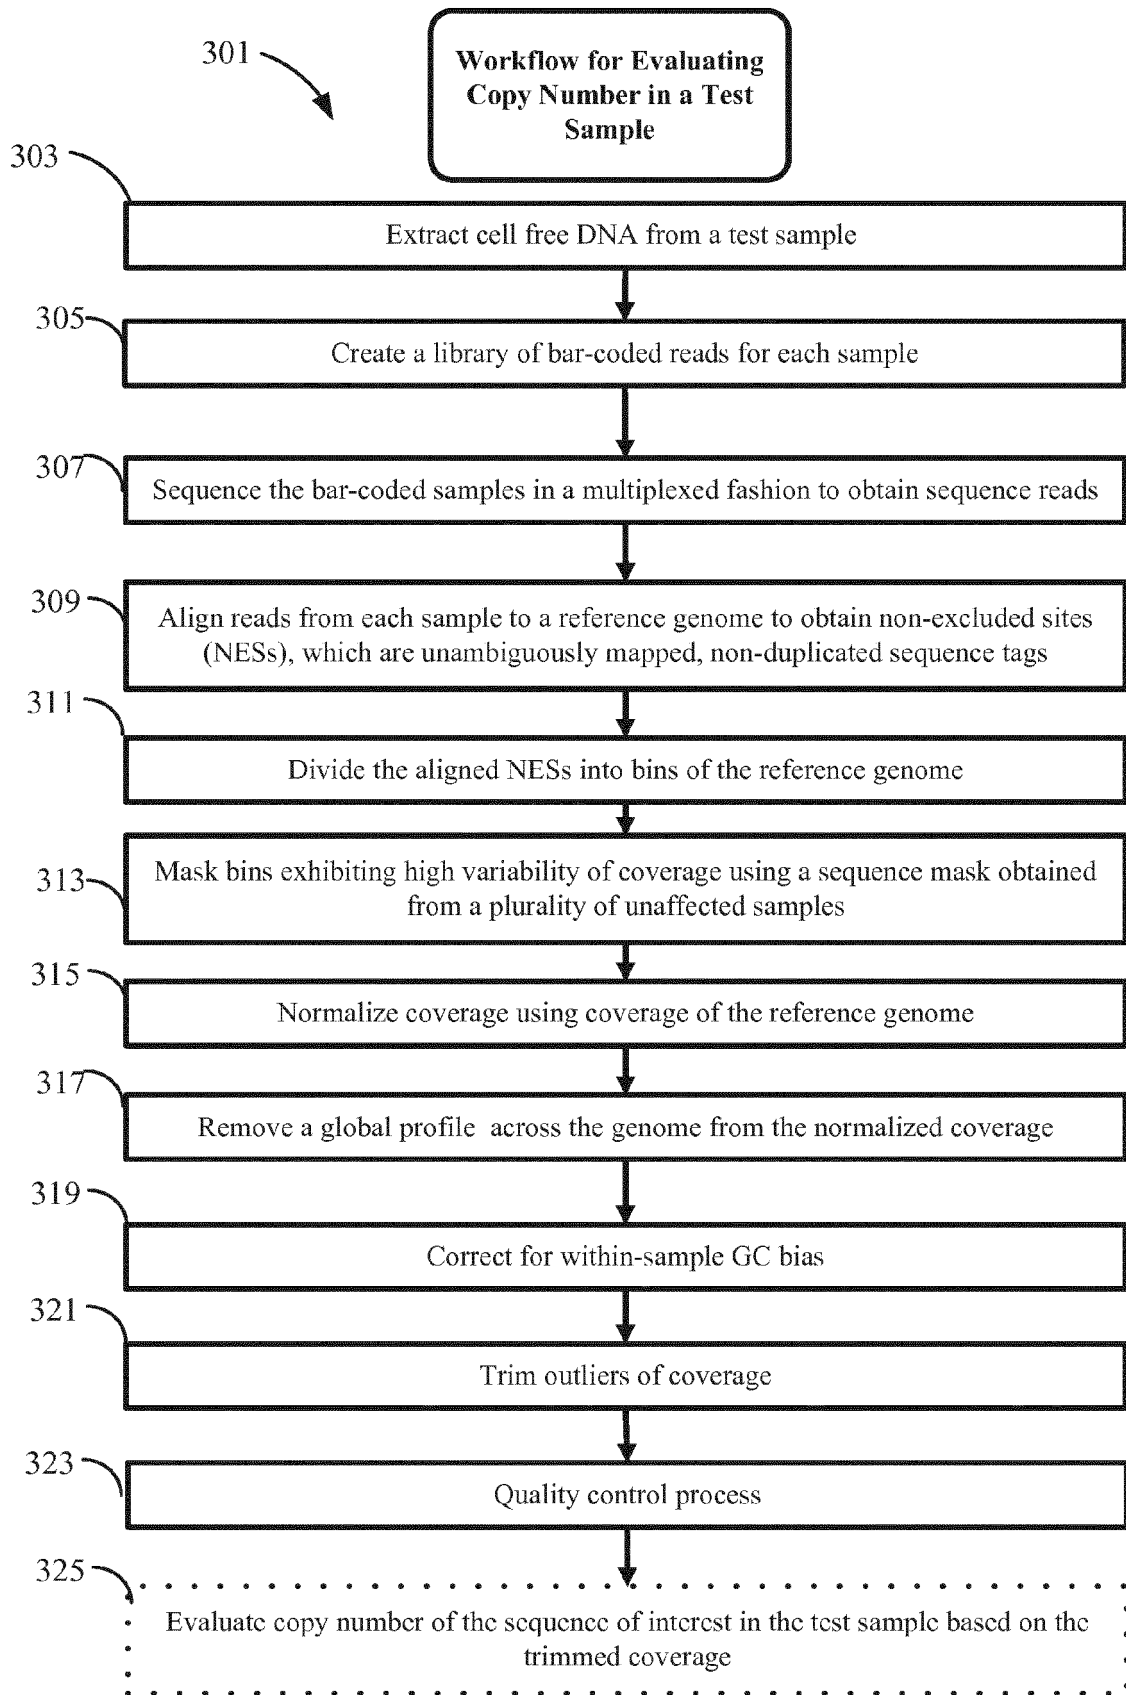 301
Workflow for Evaluating
Copy Number in a Test
Sample
303
Extract cell free DNA from a test sample
305
Create a library of bar-coded reads for each sample
307
Sequence the bar-coded samples in a multiplexed fashion to obtain sequence reads
309
Align reads from each sample to a reference genome to obtain non-excluded sites
(NESs), which are unambiguously mapped, non-duplicated sequence tags
311
Divide the aligned NESs into bins of the reference genome
313
Mask bins exhibiting high variability of coverage using a sequence mask obtained
from a plurality of unaffected samples
315
Normalize coverage using coverage of the reference genome
317
Remove a global profile across the genome from the normalized coverage
319
Correct for within-sample GC bias
321
Trim outliers of coverage
323
Quality control process
325
Evaluate copy number of the sequence of interest in the test sample based on the
trimmed coverage